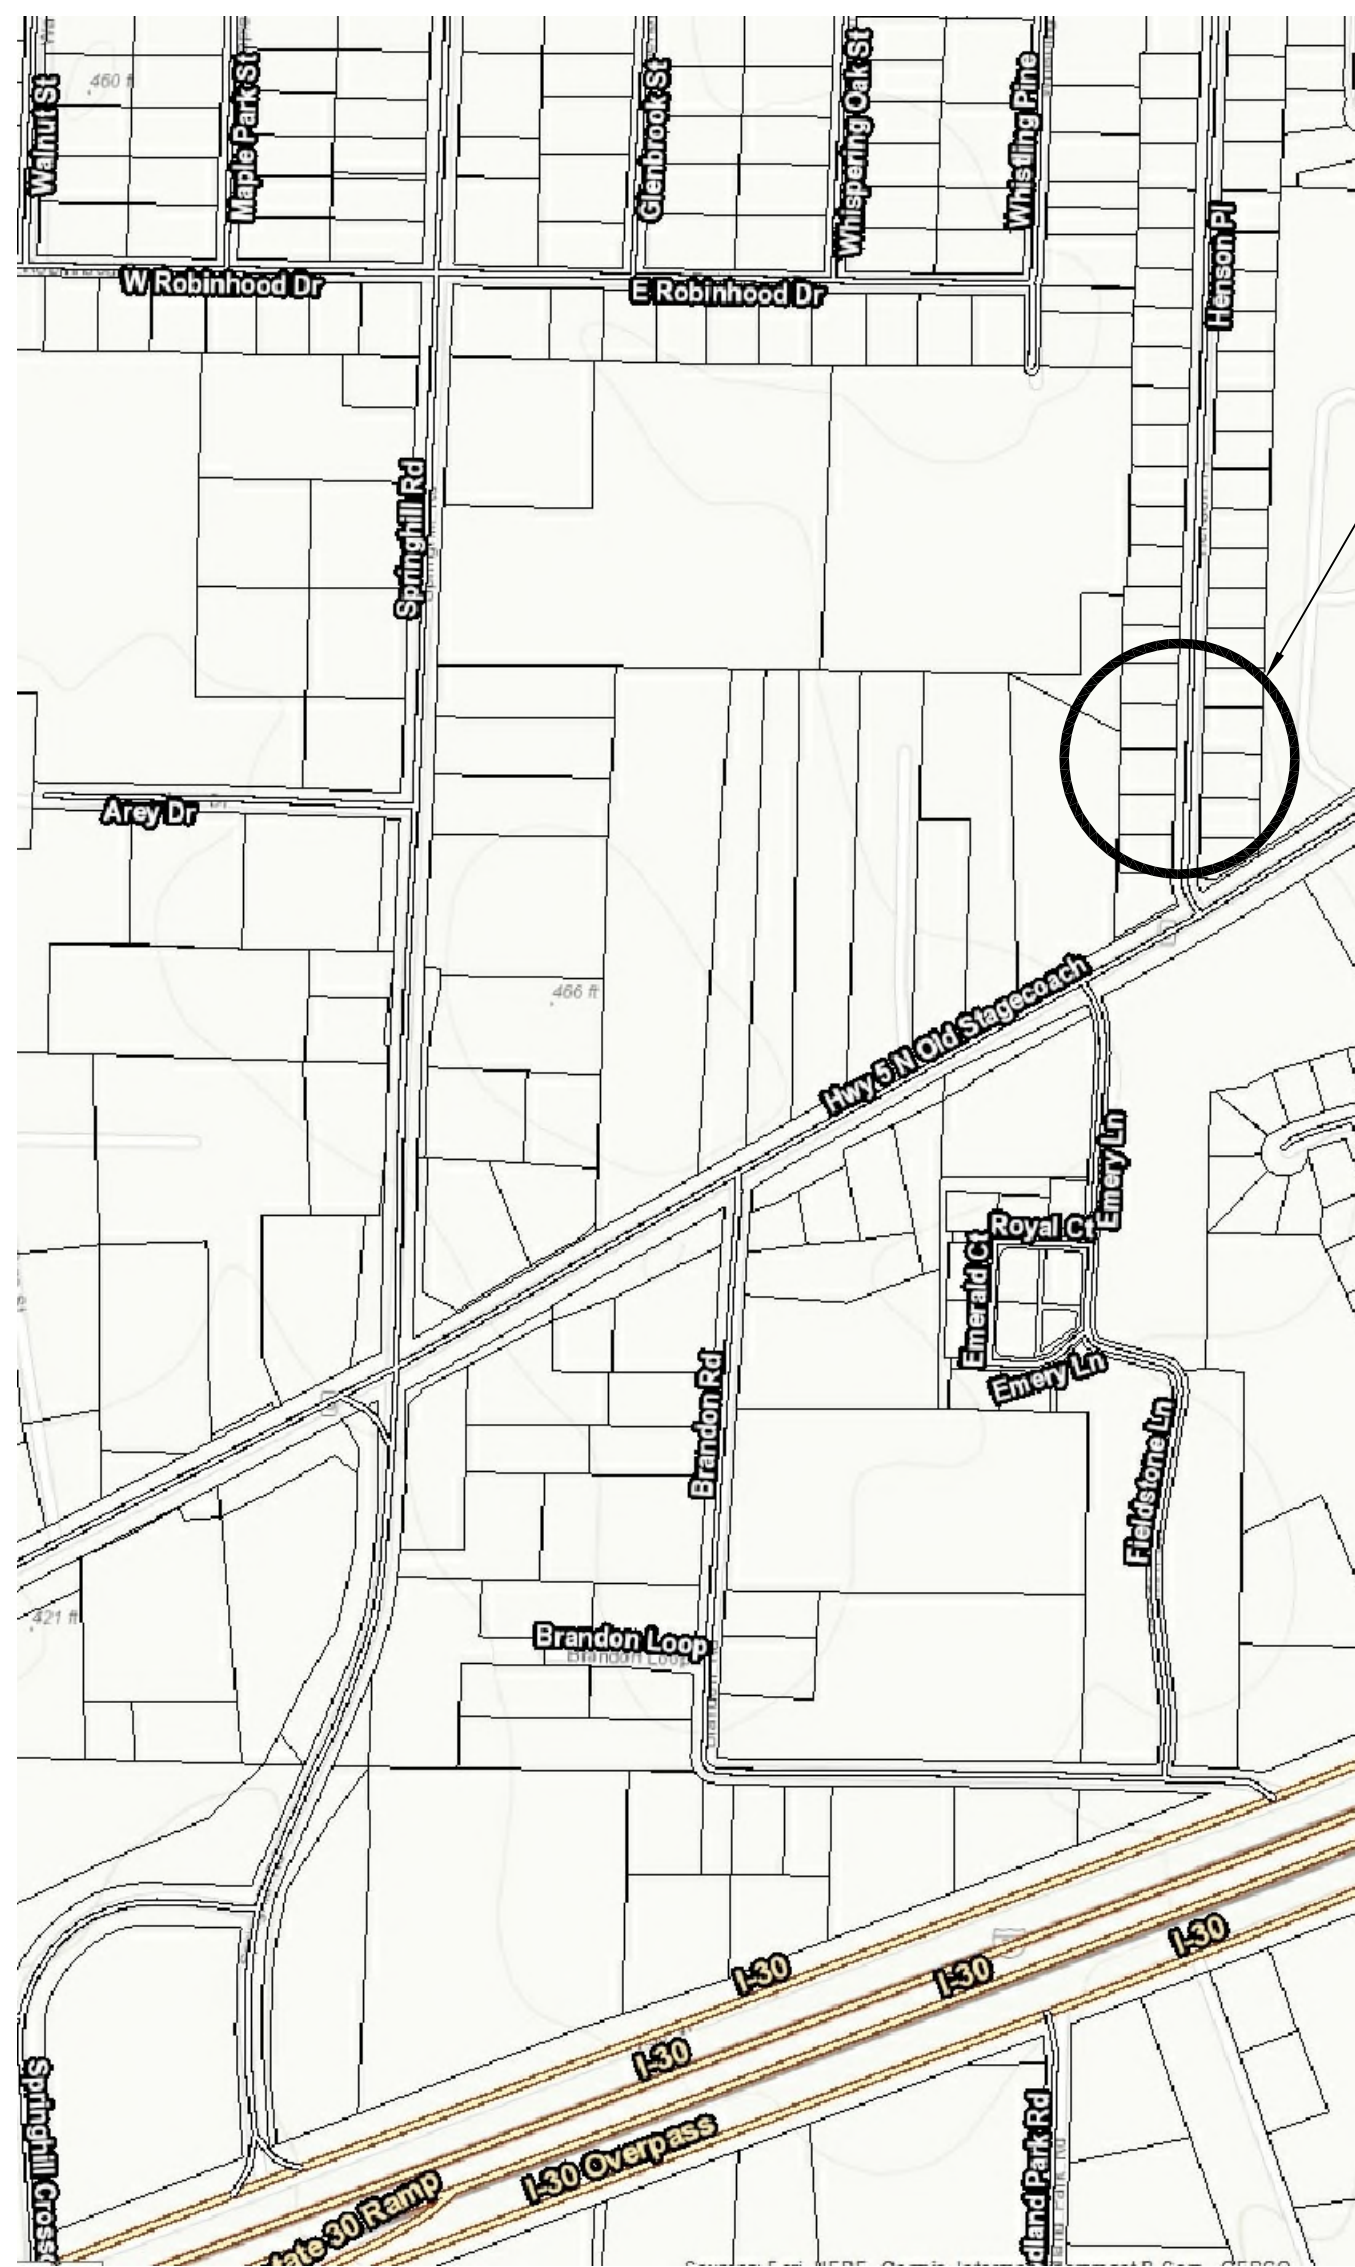 460 ft
Walnut St
Maple Park St
Glenbrook St
Whispering Oak St
Whistling Pine
Henson Pl
W Robinhood Dr
E Robinhood Dr
Springhill Rd
Arey Dr
466 ft
Hwy 5 N Old Stagecoach
Emery Ln
Royal Ct
Emerald Ct
Emery Ln
Brandon Rd
Fieldstone Ln
421 ft
Brandon Loop
Brandon Loop
I-30
I-30
I-30
I-30
I-30 Overpass
tate 30 Ramp
Springhill Cross
dland Park Rd